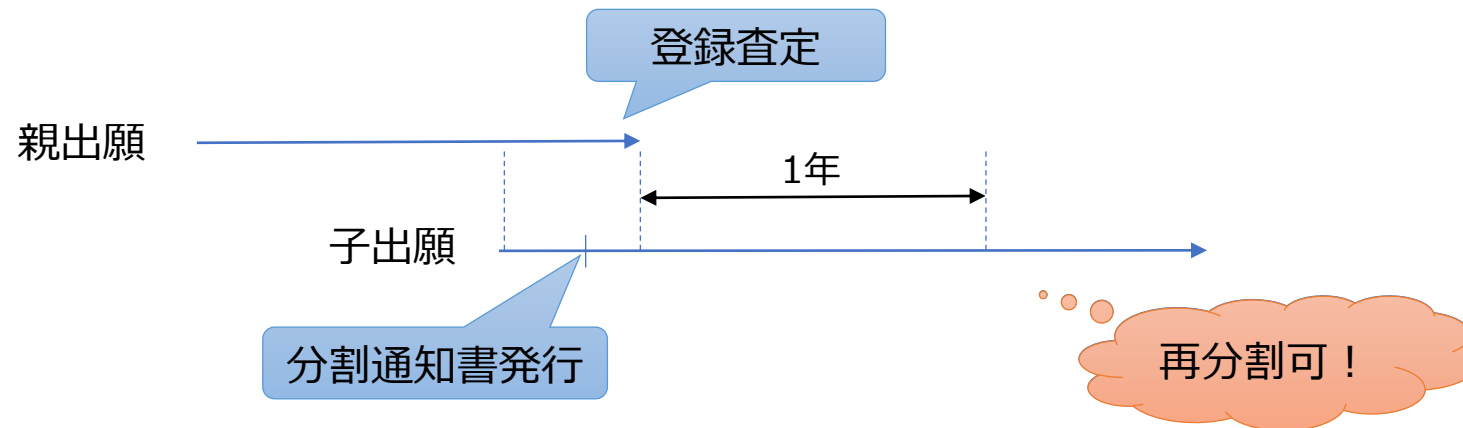 登録査定
親出願
1年
子出願
分割通知書発行
再分割可！